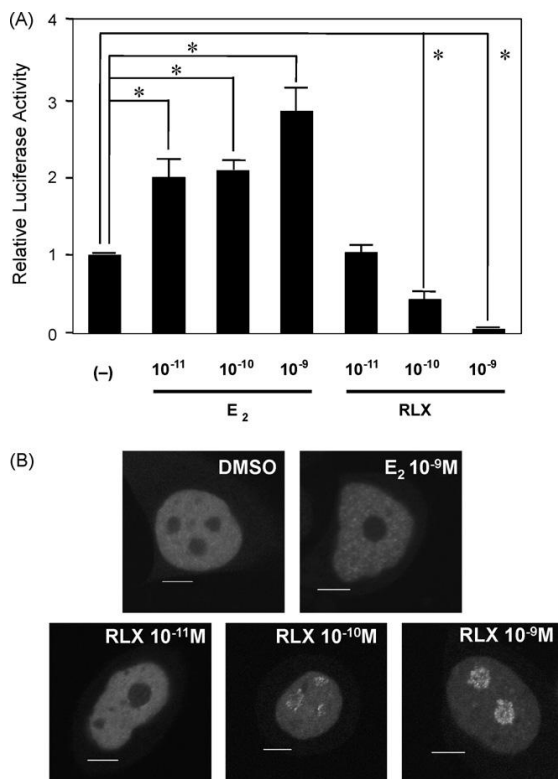 (A)
Relative Luciferase Activity
4
3
2
1
0
*
*
*
*
*
(-) 10⁻¹¹ 10⁻¹⁰ 10⁻⁹ 10⁻¹¹ 10⁻¹⁰ 10⁻⁹
E₂ RLX
(B)
DMSO
E₂ 10⁻⁹M
RLX 10⁻¹¹M
RLX 10⁻¹⁰M
RLX 10⁻⁹M